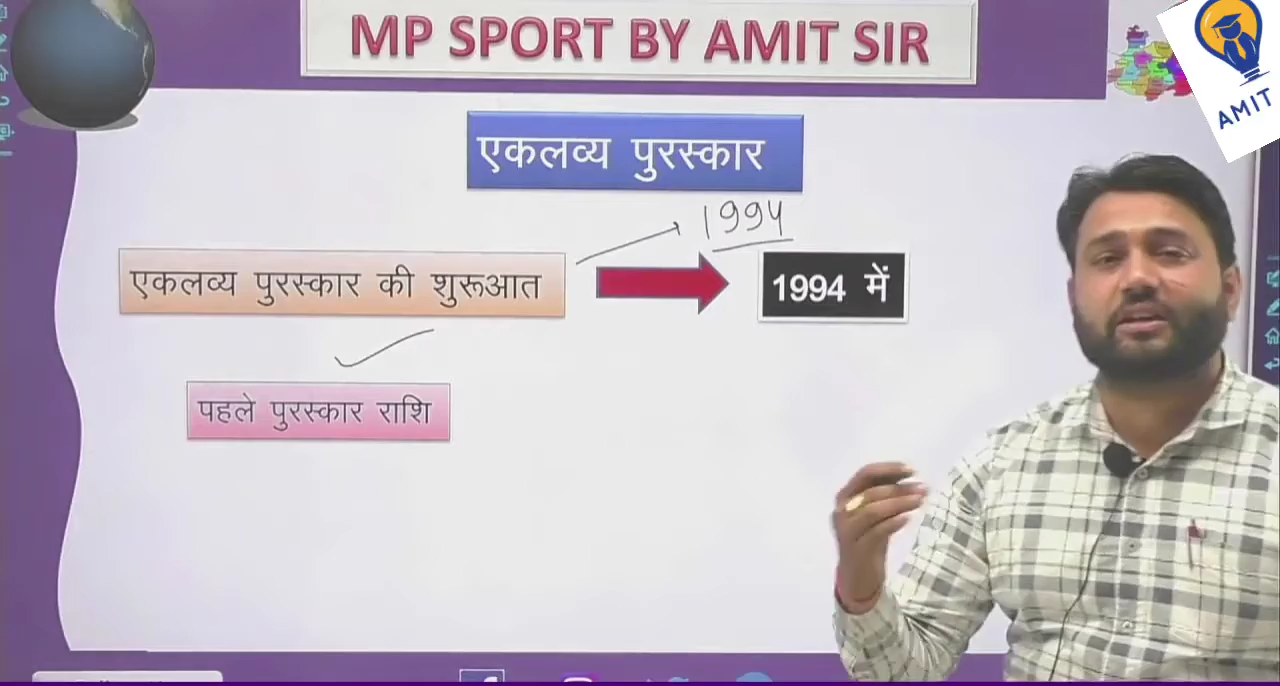 MP SPORT BY AMIT SIR
AMIT
एकलव्य पुरस्कार
1994
एकलव्य पुरस्कार की शुरूआत
1994 में
पहले पुरस्कार राशि